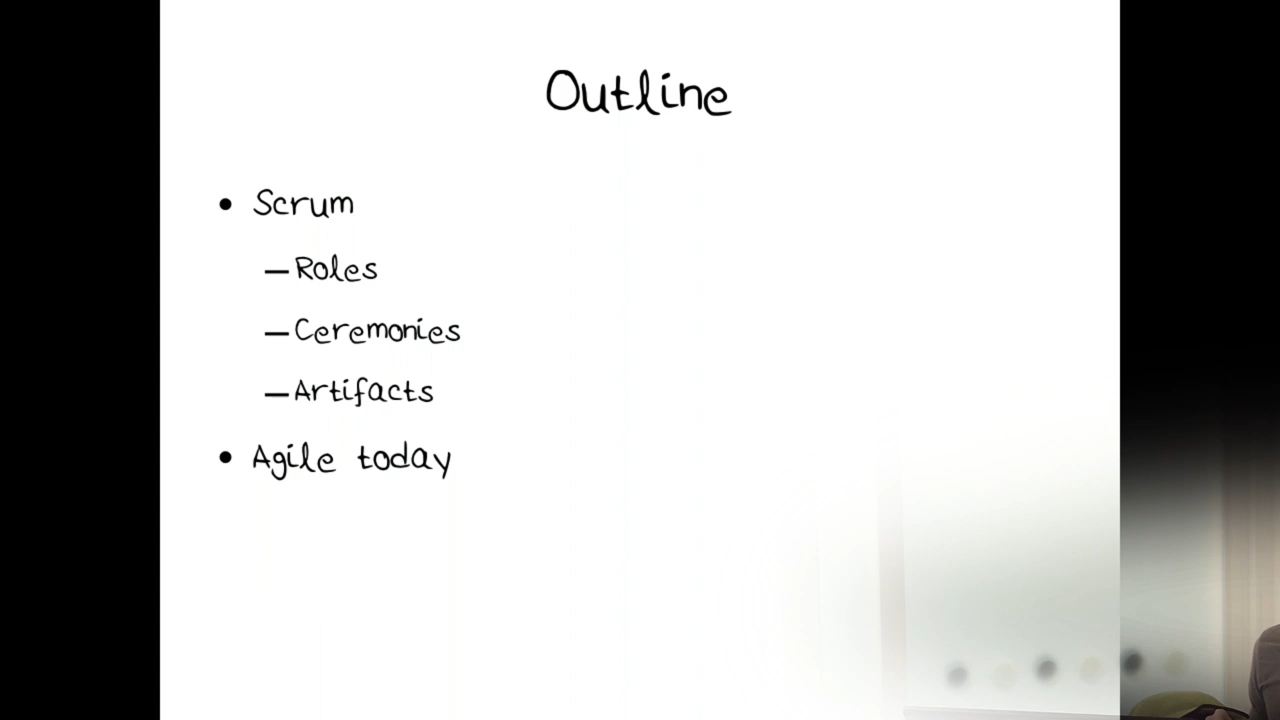 Outline
• Scrum
– Roles
– Ceremonies
– Artifacts
• Agile today